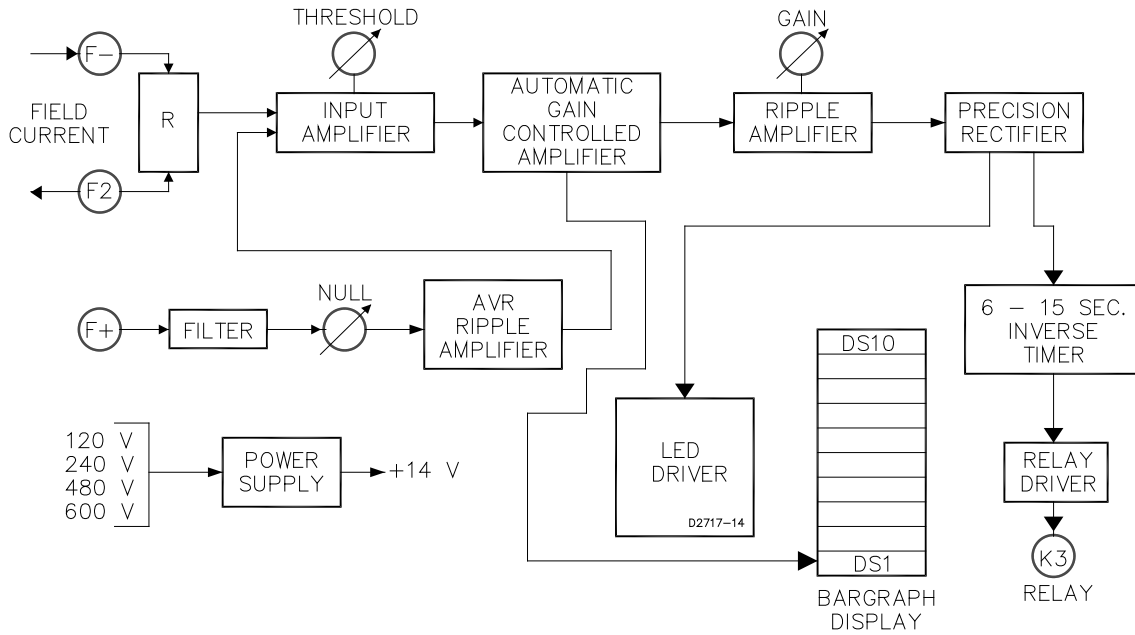 THRESHOLD
GAIN
F-
FIELD
CURRENT
R
F2
INPUT
AMPLIFIER
AUTOMATIC
GAIN
CONTROLLED
AMPLIFIER
RIPPLE
AMPLIFIER
PRECISION
RECTIFIER
F+
FILTER
NULL
AVR
RIPPLE
AMPLIFIER
6 - 15 SEC.
INVERSE
TIMER
120 V
240 V
480 V
600 V
POWER
SUPPLY
+14 V
LED
DRIVER
D2717-14
DS10
DS1
BARGRAPH
DISPLAY
RELAY
DRIVER
K3
RELAY